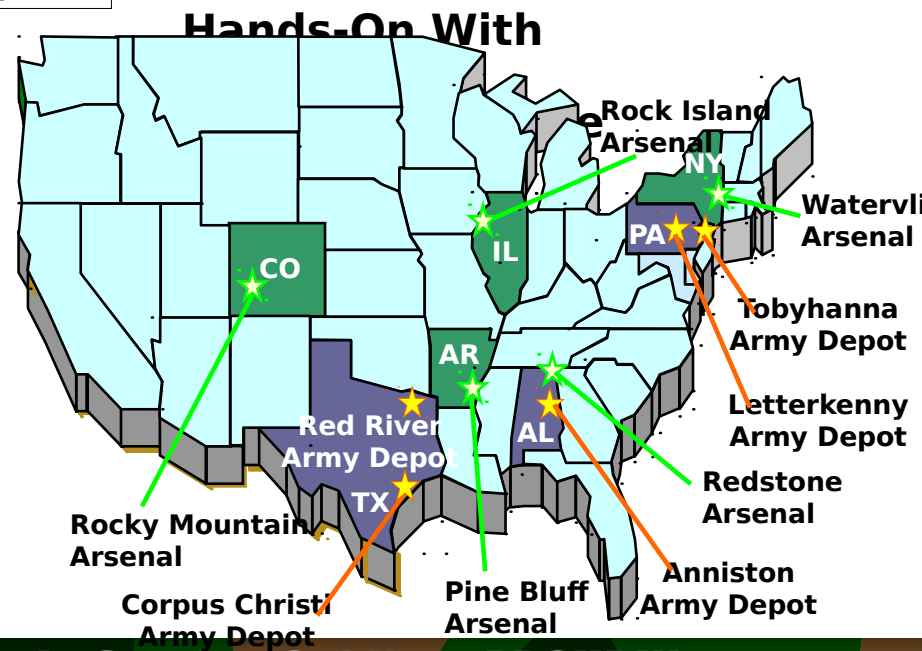 Hands-On With
e
Rock Island
Arsenal
NY
Watervli
Arsenal
PA
IL
CO
Tobyhanna
Army Depot
AR
Letterkenny
Army Depot
Red River
Army Depot
AL
TX
Redstone
Arsenal
Rocky Mountain
Arsenal
Anniston
Army Depot
Pine Bluff
Arsenal
Corpus Christi
Army Depot